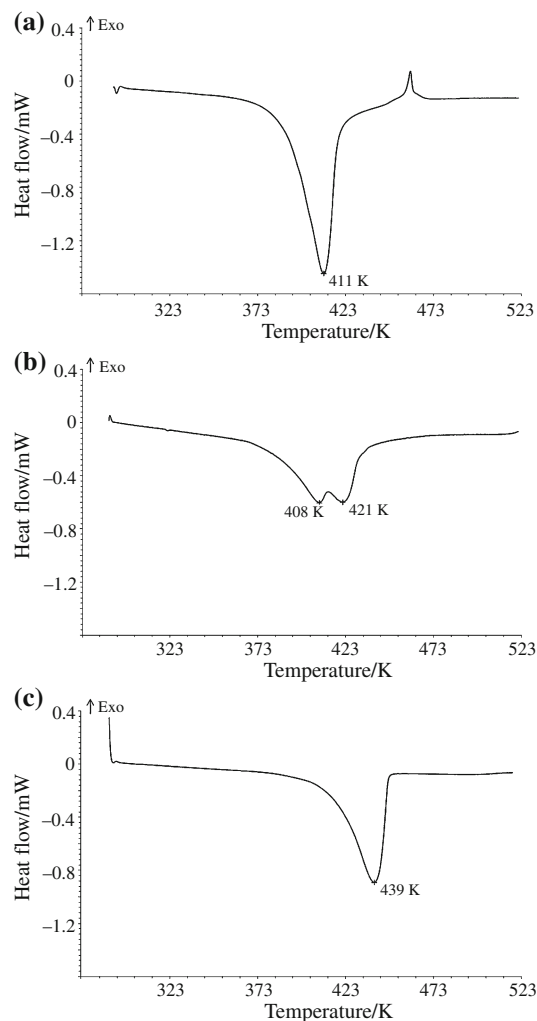 (a)
↑ Exo
0.4
0
−0.4
−0.8
−1.2
Heat flow/mW
411 K
323 373 423 473 523
Temperature/K
(b)
↑ Exo
0.4
0
−0.4
−0.8
−1.2
Heat flow/mW
408 K 421 K
323 373 423 473 523
Temperature/K
(c)
↑ Exo
0.4
0
−0.4
−0.8
−1.2
Heat flow/mW
439 K
323 373 423 473 523
Temperature/K